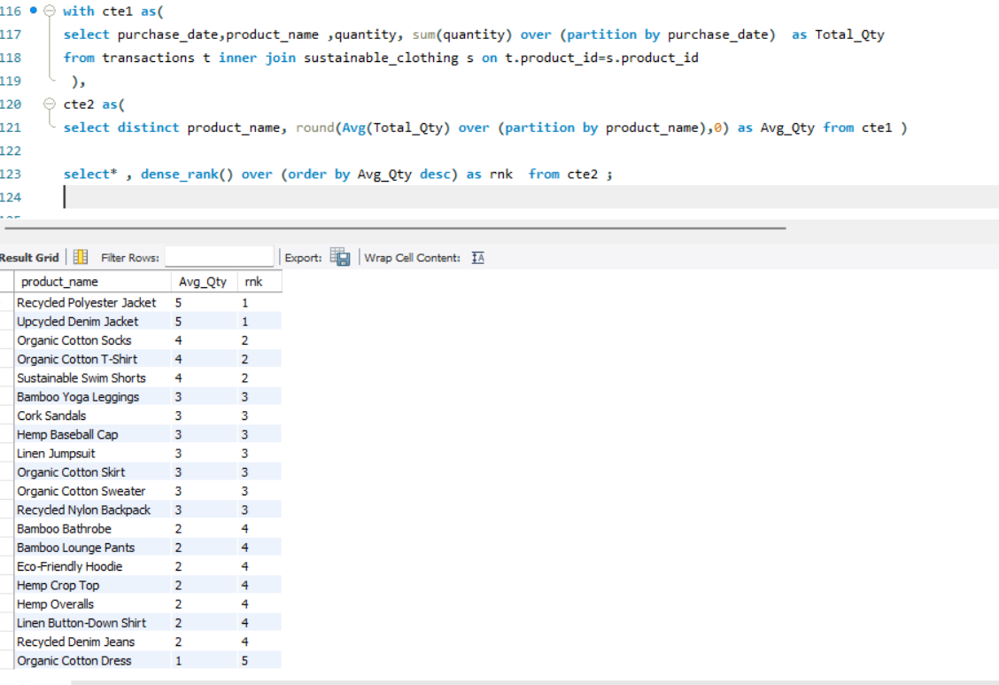 116 with cte1 as(
117 select purchase_date,product_name ,quantity, sum(quantity) over (partition by purchase_date)  as Total_Qty
118 from transactions t inner join sustainable_clothing s on t.product_id=s.product_id
119 ),
120 cte2 as(
121 select distinct product_name, round(Avg(Total_Qty) over (partition by product_name),0) as Avg_Qty from cte1 )
122
123 select* , dense_rank() over (order by Avg_Qty desc) as rnk  from cte2 ;
124
Result Grid Filter Rows: Export: Wrap Cell Content: IA
product_name Avg_Qty rnk
Recycled Polyester Jacket 5 1
Upcycled Denim Jacket 5 1
Organic Cotton Socks 4 2
Organic Cotton T-Shirt 4 2
Sustainable Swim Shorts 4 2
Bamboo Yoga Leggings 3 3
Cork Sandals 3 3
Hemp Baseball Cap 3 3
Linen Jumpsuit 3 3
Organic Cotton Skirt 3 3
Organic Cotton Sweater 3 3
Recycled Nylon Backpack 3 3
Bamboo Bathrobe 2 4
Bamboo Lounge Pants 2 4
Eco-Friendly Hoodie 2 4
Hemp Crop Top 2 4
Hemp Overalls 2 4
Linen Button-Down Shirt 2 4
Recycled Denim Jeans 2 4
Organic Cotton Dress 1 5